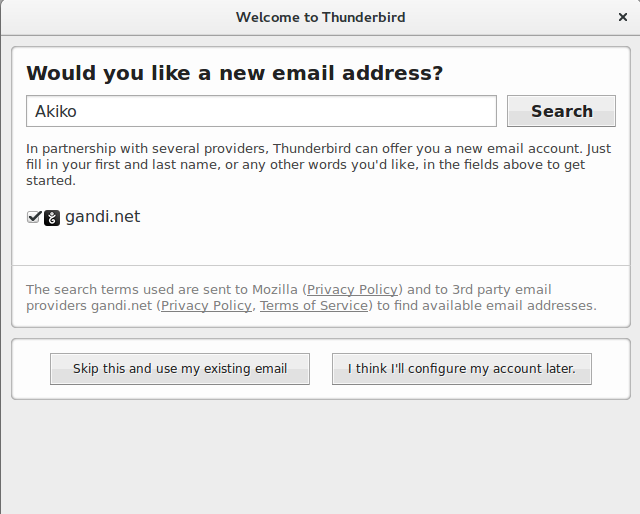 Welcome to Thunderbird
Would you like a new email address?
Akiko
Search
In partnership with several providers, Thunderbird can offer you a new email account. Just
fill in your first and last name, or any other words you'd like, in the fields above to get
started.
gandi.net
The search terms used are sent to Mozilla (Privacy Policy) and to 3rd party email
providers gandi.net (Privacy Policy, Terms of Service) to find available email addresses.
Skip this and use my existing email
I think I'll configure my account later.